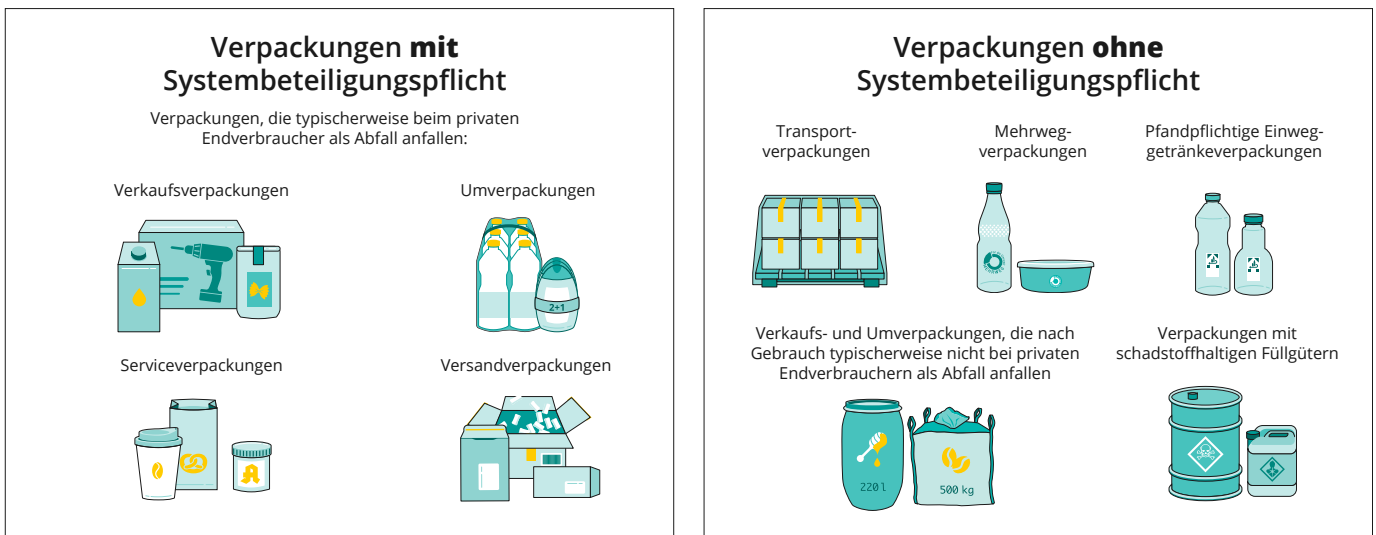 Verpackungen mit
Systembeteiligungspflicht
Verpackungen, die typischerweise beim privaten
Endverbraucher als Abfall anfallen:
Verkaufsverpackungen
Umverpackungen
2+1
Serviceverpackungen
Versandverpackungen
A
Verpackungen ohne
Systembeteiligungspflicht
Transport-
verpackungen
Mehrweg-
verpackungen
Pfandpflichtige Einweg-
getränkeverpackungen
MEHRWEG
Verkaufs- und Umverpackungen, die nach
Gebrauch typischerweise nicht bei privaten
Endverbrauchern als Abfall anfallen
Verpackungen mit
schadstoffhaltigen Füllgütern
220 l
500 kg